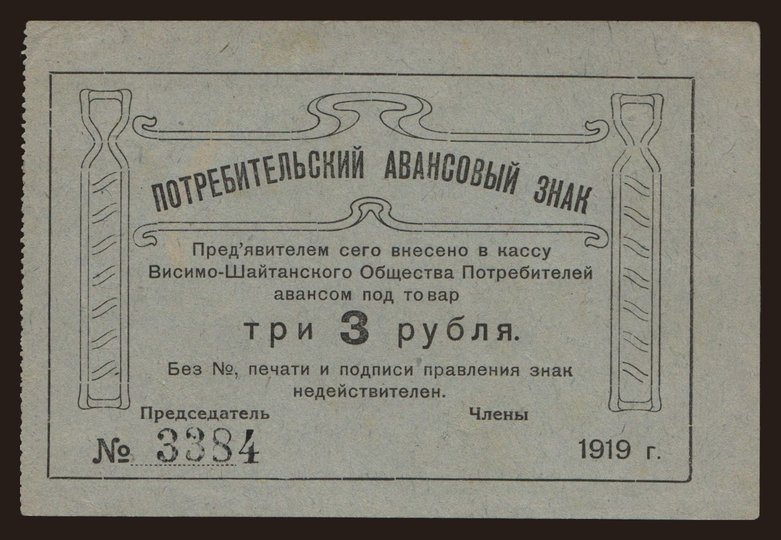 ПОТРЕБИТЕЛЬСКИЙ АВАНСОВЫЙ ЗНАК
Пред'явителем сего внесено в кассу
Висимо-Шайтанского Общества Потребителей
авансом под товар
три 3 рубля.
Без №, печати и подписи правления знак
недействителен.
Председатель Члены
№ 3384 1919 г.